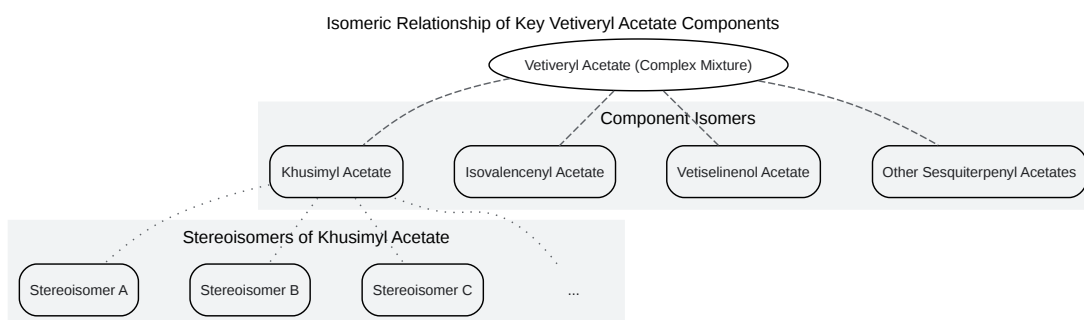 Isomeric Relationship of Key Vetiveryl Acetate Components
Vetiveryl Acetate (Complex Mixture)
Component Isomers
Khusimyl Acetate
Isovalencenyl Acetate
Vetiselinenol Acetate
Other Sesquiterpenyl Acetates
Stereoisomers of Khusimyl Acetate
Stereoisomer A
Stereoisomer B
Stereoisomer C
...